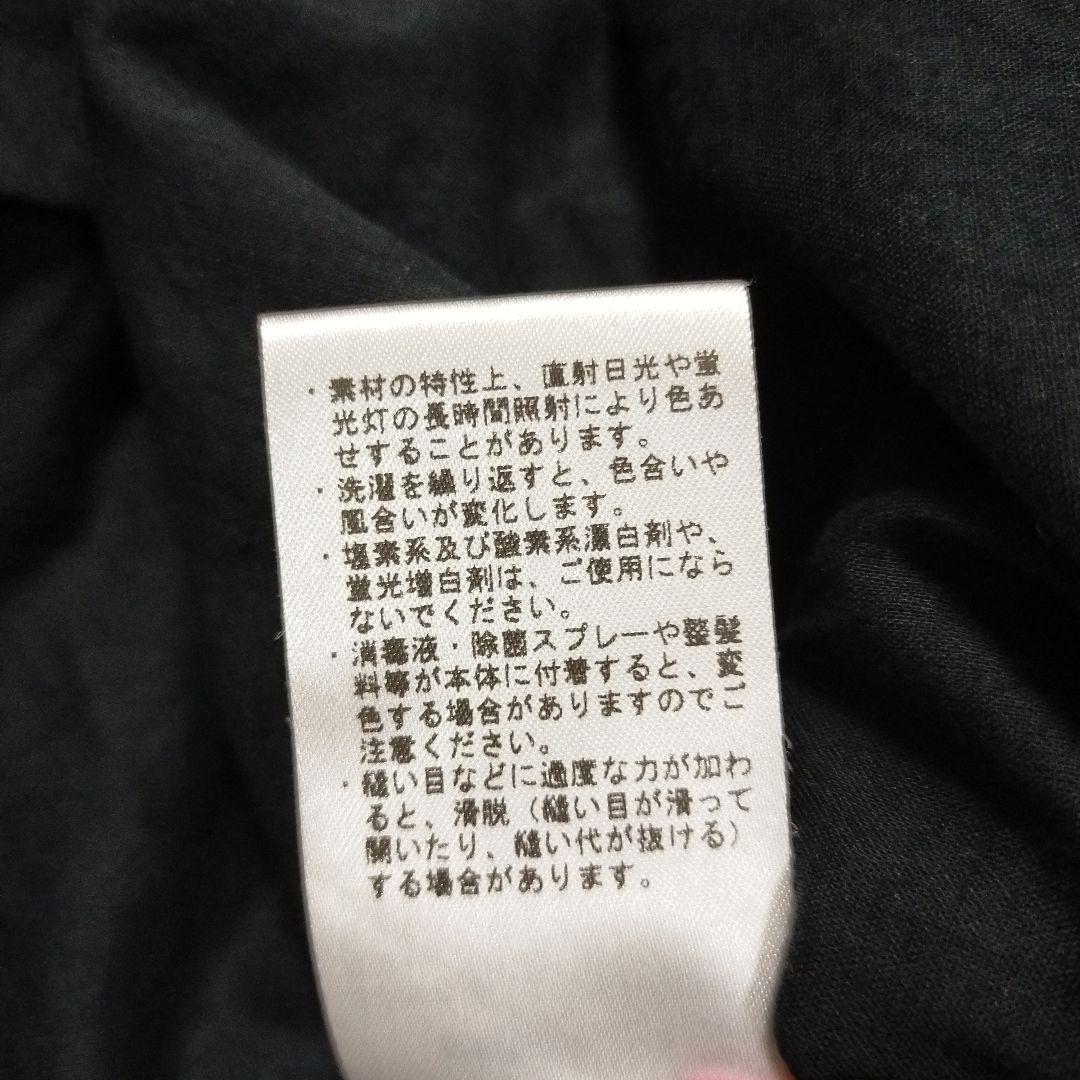 ・素材の特性上、直射日光や蛍
光灯の長時間照射により色あ
せすることがあります。
・洗濯を繰り返すと、色合いや
風合いが変化します。
・塩素系及び酸素系漂白剤や、
蛍光増白剤は、ご使用になら
ないでください。
・消毒液・除菌スプレーや整髪
料等が本体に付着すると、変
色する場合がありますのでご
注意ください。
・縫い目などに過度な力が加わ
ると、滑脱（縫い目が滑って
開いたり、縫い代が抜ける）
する場合があります。